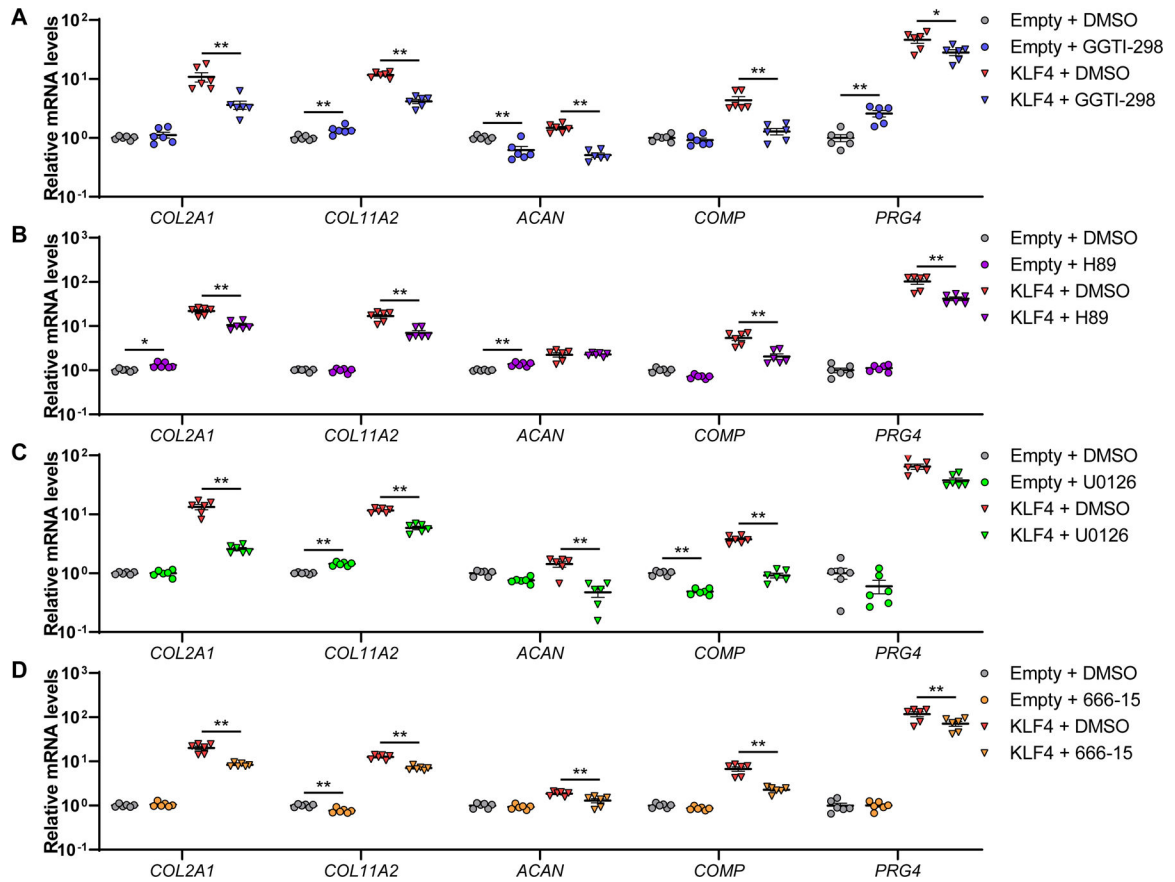 A
Relative mRNA levels
10²
10¹
10⁰
10⁻¹
** ** ** ** ** ** ** ** *
COL2A1 COL11A2 ACAN COMP PRG4
Empty + DMSO
Empty + GGTI-298
KLF4 + DMSO
KLF4 + GGTI-298
B
Relative mRNA levels
10³
10²
10¹
10⁰
10⁻¹
* ** ** ** ** **
COL2A1 COL11A2 ACAN COMP PRG4
Empty + DMSO
Empty + H89
KLF4 + DMSO
KLF4 + H89
C
Relative mRNA levels
10²
10¹
10⁰
10⁻¹
** ** ** ** ** **
COL2A1 COL11A2 ACAN COMP PRG4
Empty + DMSO
Empty + U0126
KLF4 + DMSO
KLF4 + U0126
D
Relative mRNA levels
10³
10²
10¹
10⁰
10⁻¹
** ** ** ** ** **
COL2A1 COL11A2 ACAN COMP PRG4
Empty + DMSO
Empty + 666-15
KLF4 + DMSO
KLF4 + 666-15